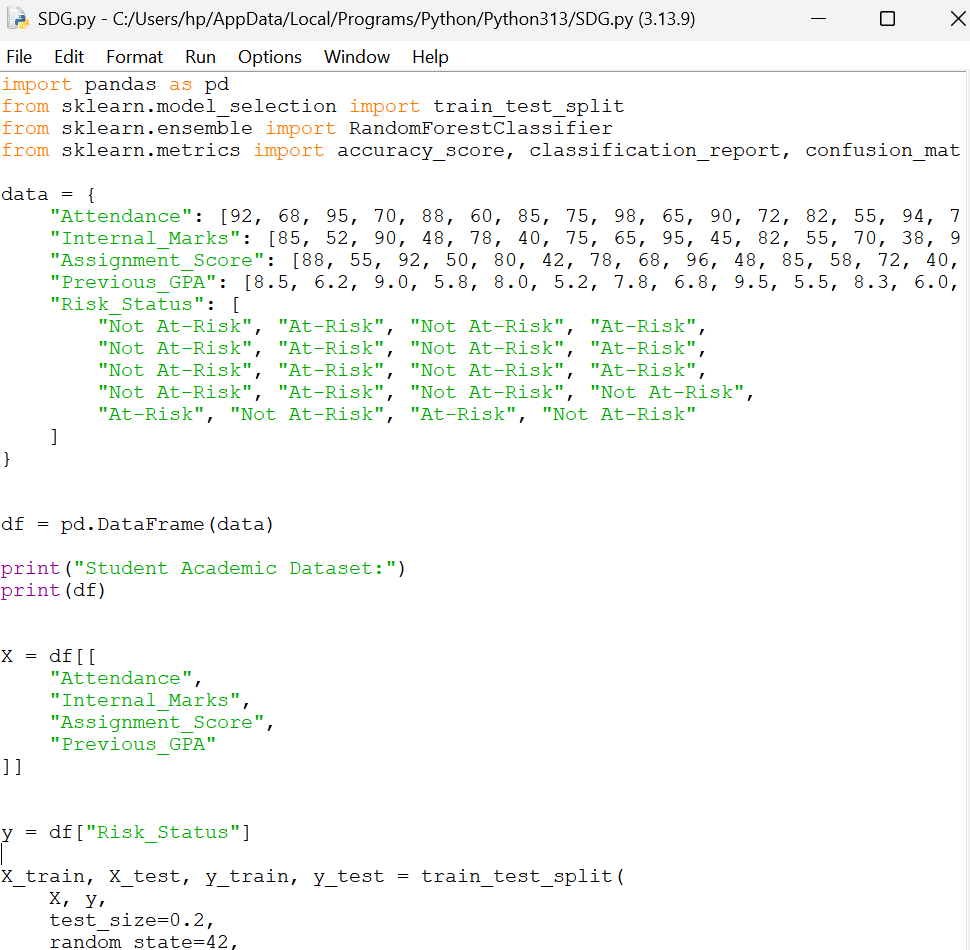 SDG.py - C:/Users/hp/AppData/Local/Programs/Python/Python313/SDG.py (3.13.9)
File Edit Format Run Options Window Help
import pandas as pd
from sklearn.model_selection import train_test_split
from sklearn.ensemble import RandomForestClassifier
from sklearn.metrics import accuracy_score, classification_report, confusion_mat
data = {
    "Attendance": [92, 68, 95, 70, 88, 60, 85, 75, 98, 65, 90, 72, 82, 55, 94, 7
    "Internal_Marks": [85, 52, 90, 48, 78, 40, 75, 65, 95, 45, 82, 55, 70, 38, 9
    "Assignment_Score": [88, 55, 92, 50, 80, 42, 78, 68, 96, 48, 85, 58, 72, 40,
    "Previous_GPA": [8.5, 6.2, 9.0, 5.8, 8.0, 5.2, 7.8, 6.8, 9.5, 5.5, 8.3, 6.0,
    "Risk_Status": [
        "Not At-Risk", "At-Risk", "Not At-Risk", "At-Risk",
        "Not At-Risk", "At-Risk", "Not At-Risk", "At-Risk",
        "Not At-Risk", "At-Risk", "Not At-Risk", "At-Risk",
        "Not At-Risk", "At-Risk", "Not At-Risk", "Not At-Risk",
        "At-Risk", "Not At-Risk", "At-Risk", "Not At-Risk"
    ]
}
df = pd.DataFrame(data)
print("Student Academic Dataset:")
print(df)
X = df[[
    "Attendance",
    "Internal_Marks",
    "Assignment_Score",
    "Previous_GPA"
]]
y = df["Risk_Status"]
X_train, X_test, y_train, y_test = train_test_split(
    X, y,
    test_size=0.2,
    random_state=42,